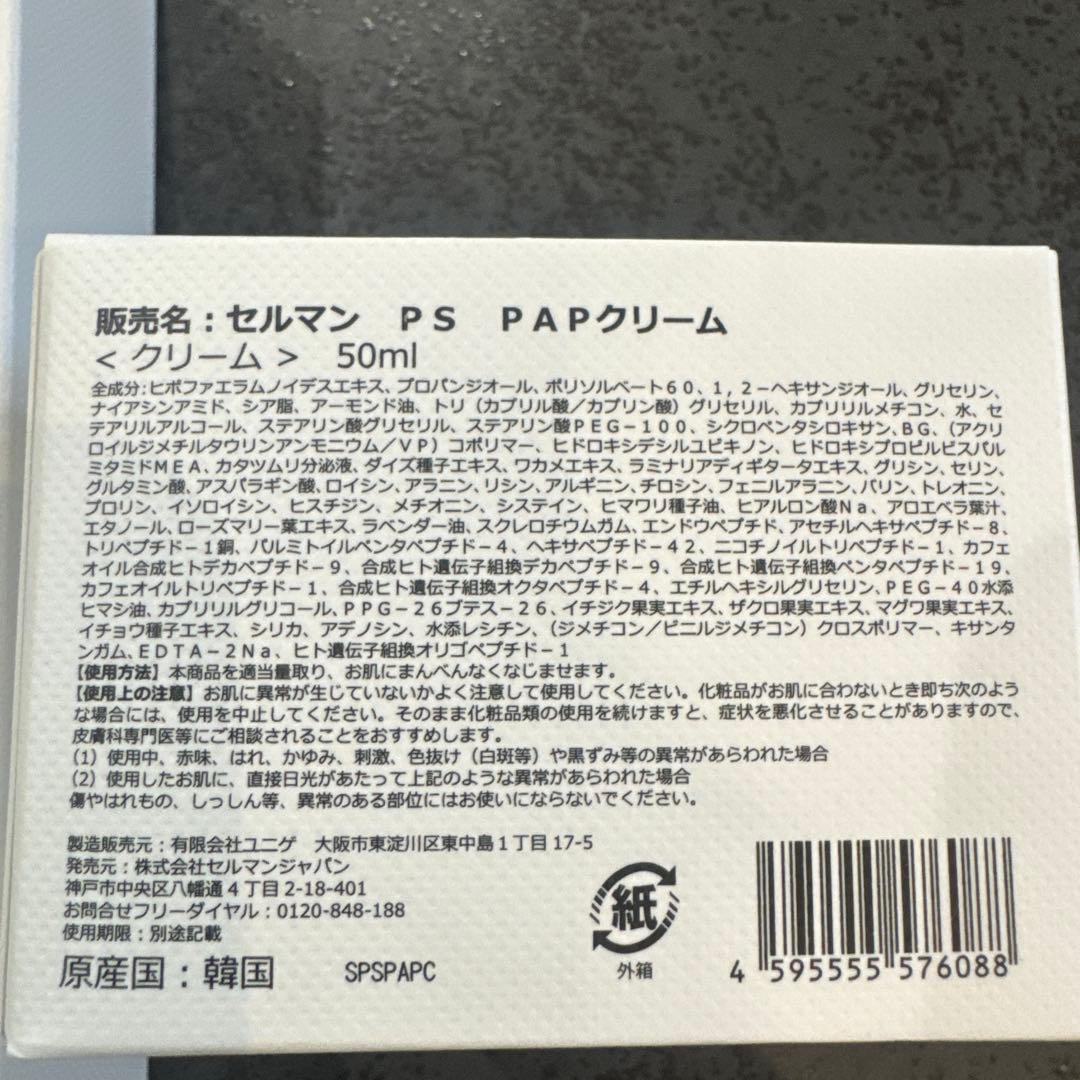 販売名：セルマン　ＰＳ　ＰＡＰクリーム
＜ クリーム ＞　50ml
全成分：ヒポファエラムノイデスエキス、プロパンジオール、ポリソルベート６０、１，２－ヘキサンジオール、グリセリン、
ナイアシンアミド、シア脂、アーモンド油、トリ（カプリル酸／カプリン酸）グリセリル、カプリリルメチコン、水、セ
テアリルアルコール、ステアリン酸グリセリル、ステアリン酸ＰＥＧ－100、シクロペンタシロキサン、ＢＧ、（アクリ
ロイルジメチルタウリンアンモニウム／ＶＰ）コポリマー、ヒドロキシデシルユビキノン、ヒドロキシプロピルビスパル
ミタミドＭＥＡ、カタツムリ分泌液、ダイズ種子エキス、ワカメエキス、ラミナリアディギタータエキス、グリシン、セリン、
グルタミン酸、アスパラギン酸、ロイシン、アラニン、リシン、アルギニン、チロシン、フェニルアラニン、バリン、トレオニン、
プロリン、イソロイシン、ヒスチジン、メチオニン、システイン、ヒマワリ種子油、ヒアルロン酸Ｎａ、アロエベラ葉汁、
エタノール、ローズマリー葉エキス、ラベンダー油、スクレロチウムガム、エンドウペプチド、アセチルヘキサペプチド－８、
トリペプチド－１銅、パルミトイルペンタペプチド－４、ヘキサペプチド－４２、ニコチノイルトリペプチド－１、カフェ
オイル合成ヒトデカペプチド－９、合成ヒト遺伝子組換デカペプチド－９、合成ヒト遺伝子組換ペンタペプチド－１９、
カフェオイルトリペプチド－１、合成ヒト遺伝子組換オクタペプチド－４、エチルヘキシルグリセリン、ＰＥＧ－４０水添
ヒマシ油、カプリリルグリコール、ＰＰＧ－２６ブテス－２６、イチジク果実エキス、ザクロ果実エキス、マグワ果実エキス、
イチョウ種子エキス、シリカ、アデノシン、水添レシチン、（ジメチコン／ビニルジメチコン）クロスポリマー、キサンタ
ンガム、ＥＤＴＡ－２Ｎａ、ヒト遺伝子組換オリゴペプチド－１
【使用方法】本商品を適当量取り、お肌にまんべんなくなじませます。
【使用上の注意】お肌に異常が生じていないかよく注意して使用してください。化粧品がお肌に合わないとき即ち次のよう
な場合には、使用を中止してください。そのまま化粧品類の使用を続けますと、症状を悪化させることがありますので、
皮膚科専門医等にご相談されることをおすすめします。
（1）使用中、赤味、はれ、かゆみ、刺激、色抜け（白斑等）や黒ずみ等の異常があらわれた場合
（2）使用したお肌に、直接日光があたって上記のような異常があらわれた場合
傷やはれもの、しっしん等、異常のある部位にはお使いにならないでください。
製造販売元：有限会社ユニゲ　大阪市東淀川区東中島１丁目17-5
発売元：株式会社セルマンジャパン
神戸市中央区八幡通４丁目2-18-401
お問合せフリーダイヤル：0120-848-188
使用期限：別途記載
原産国：韓国　　SPSPAPC
紙
外箱
4 595555 576088